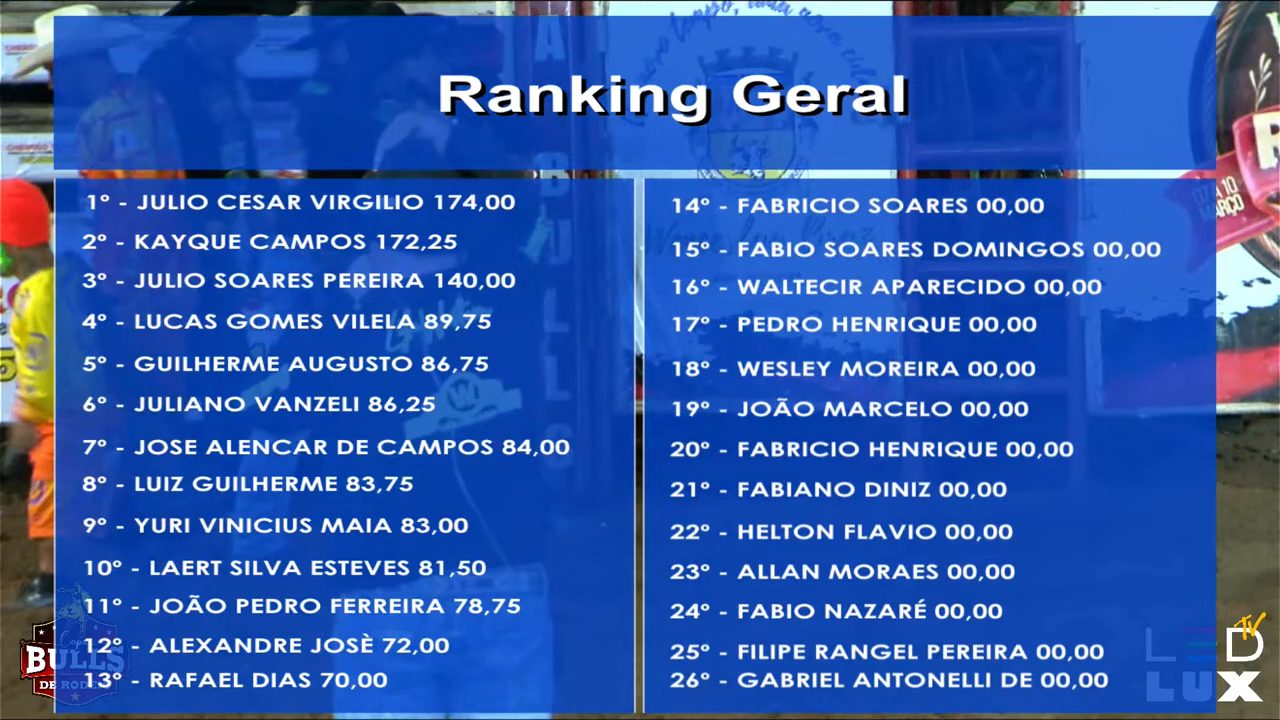 Ranking Geral
1º - JULIO CESAR VIRGILIO 174,00
2º - KAYQUE CAMPOS 172,25
3º - JULIO SOARES PEREIRA 140,00
4º - LUCAS GOMES VILELA 89,75
5º - GUILHERME AUGUSTO 86,75
6º - JULIANO VANZELI 86,25
7º - JOSE ALENCAR DE CAMPOS 84,00
8º - LUIZ GUILHERME 83,75
9º - YURI VINICIUS MAIA 83,00
10º - LAERT SILVA ESTEVES 81,50
11º - JOÃO PEDRO FERREIRA 78,75
12º - ALEXANDRE JOSÈ 72,00
13º - RAFAEL DIAS 70,00
14º - FABRICIO SOARES 00,00
15º - FABIO SOARES DOMINGOS 00,00
16º - WALTECIR APARECIDO 00,00
17º - PEDRO HENRIQUE 00,00
18º - WESLEY MOREIRA 00,00
19º - JOÃO MARCELO 00,00
20º - FABRICIO HENRIQUE 00,00
21º - FABIANO DINIZ 00,00
22º - HELTON FLAVIO 00,00
23º - ALLAN MORAES 00,00
24º - FABIO NAZARÉ 00,00
25º - FILIPE RANGEL PEREIRA 00,00
26º - GABRIEL ANTONELLI DE 00,00
BULLS
DE RODEIO
LED TV
LUX